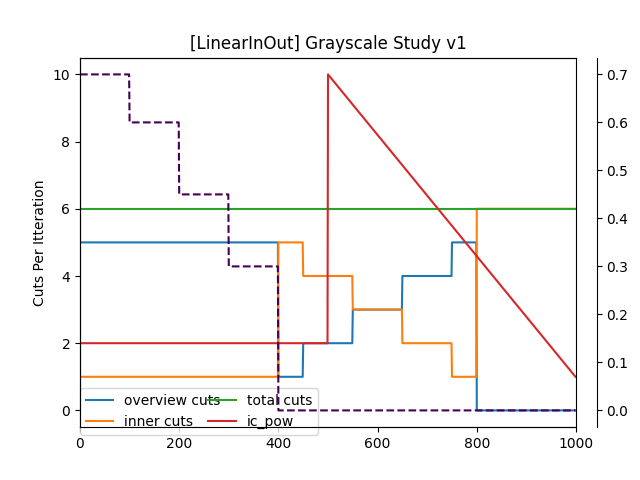 [LinearInOut] Grayscale Study v1
10
8
6
4
2
0
Cuts Per Itteration
0.7
0.6
0.5
0.4
0.3
0.2
0.1
0.0
overview cuts total cuts
inner cuts ic_pow
0 200 400 600 800 1000